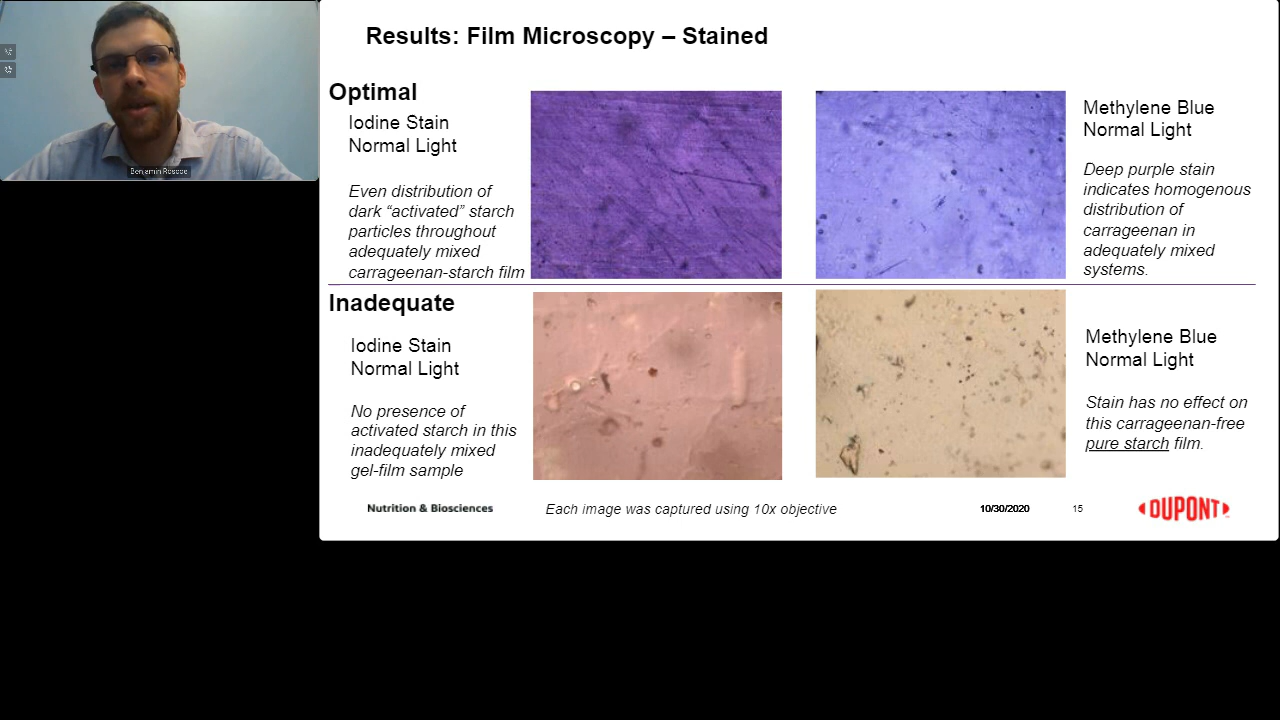 Benjamin Roscoe
Results: Film Microscopy – Stained
Optimal
Iodine Stain
Normal Light
Even distribution of
dark “activated” starch
particles throughout
adequately mixed
carrageenan-starch film
Methylene Blue
Normal Light
Deep purple stain
indicates homogenous
distribution of
carrageenan in
adequately mixed
systems.
Inadequate
Iodine Stain
Normal Light
No presence of
activated starch in this
inadequately mixed
gel-film sample
Methylene Blue
Normal Light
Stain has no effect on
this carrageenan-free
pure starch film.
Nutrition & Biosciences
Each image was captured using 10x objective
10/30/2020
15
DUPONT